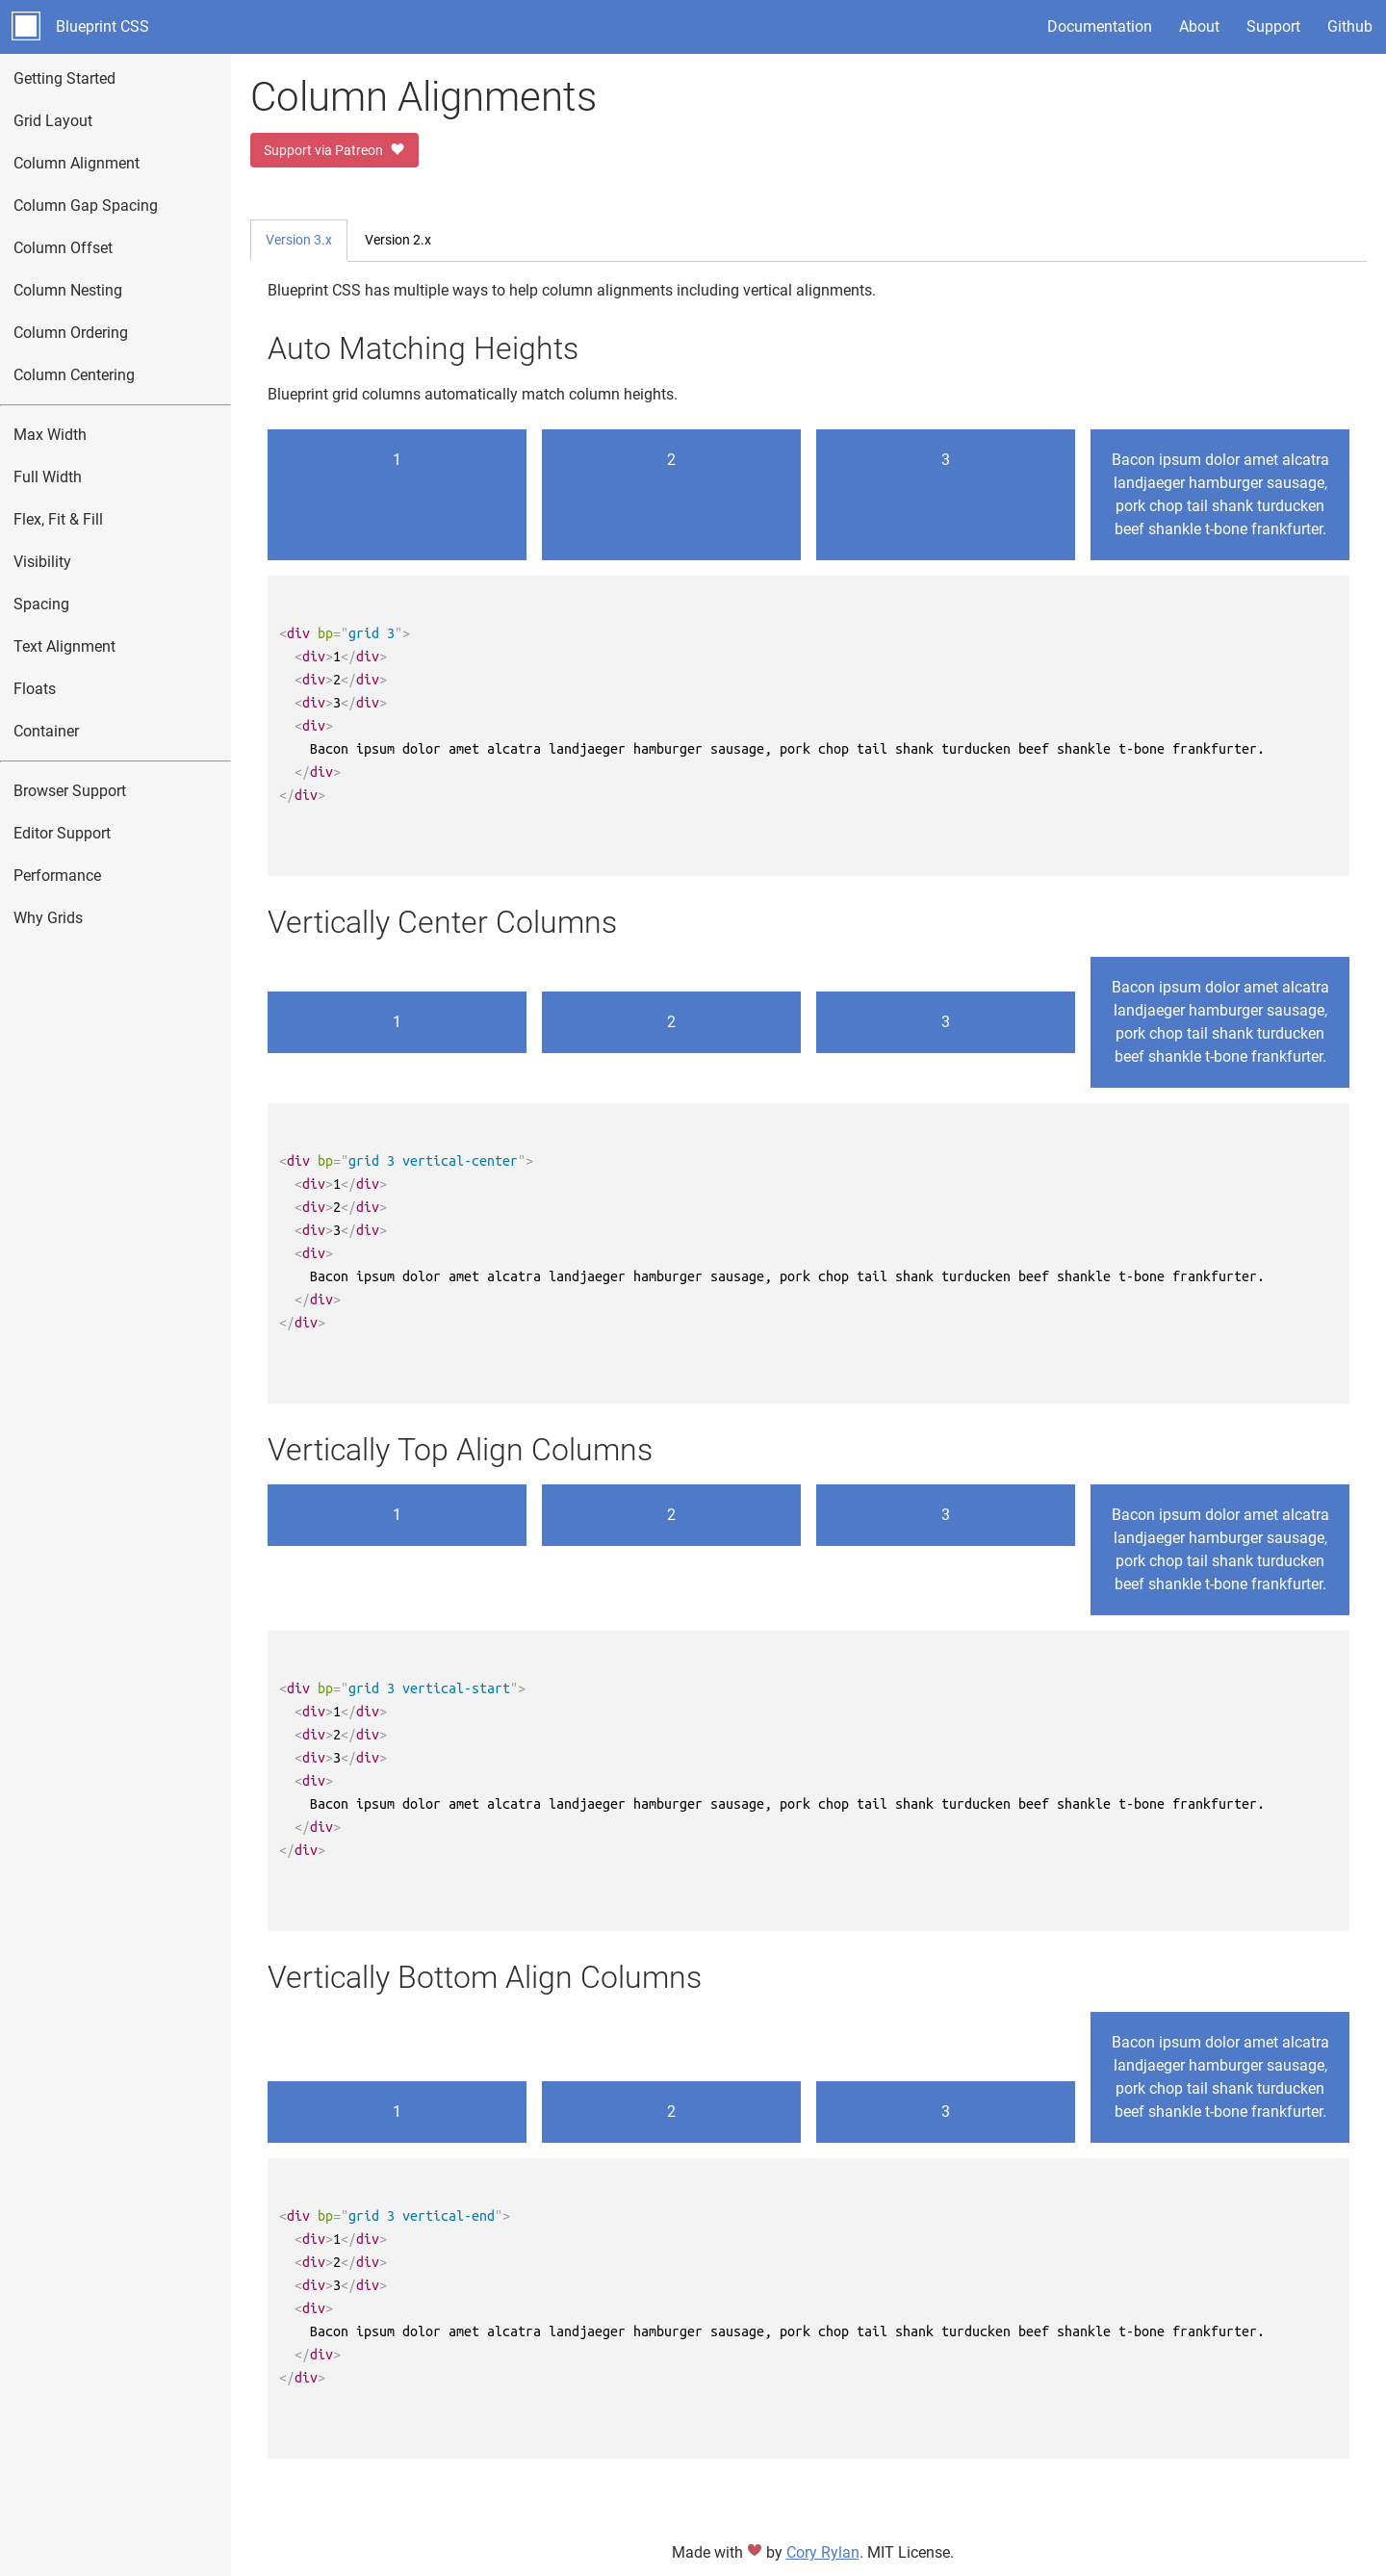 Blueprint CSS
Documentation
About
Support
Github
Getting Started
Grid Layout
Column Alignment
Column Gap Spacing
Column Offset
Column Nesting
Column Ordering
Column Centering
Max Width
Full Width
Flex, Fit & Fill
Visibility
Spacing
Text Alignment
Floats
Container
Browser Support
Editor Support
Performance
Why Grids
Column Alignments
Support via Patreon
Version 3.x
Version 2.x
Blueprint CSS has multiple ways to help column alignments including vertical alignments.
Auto Matching Heights
Blueprint grid columns automatically match column heights.
1
2
3
Bacon ipsum dolor amet alcatra
landjaeger hamburger sausage,
pork chop tail shank turducken
beef shankle t-bone frankfurter.
<div bp="grid 3">
  <div>1</div>
  <div>2</div>
  <div>3</div>
  <div>
    Bacon ipsum dolor amet alcatra landjaeger hamburger sausage, pork chop tail shank turducken beef shankle t-bone frankfurter.
  </div>
</div>
Vertically Center Columns
1
2
3
Bacon ipsum dolor amet alcatra
landjaeger hamburger sausage,
pork chop tail shank turducken
beef shankle t-bone frankfurter.
<div bp="grid 3 vertical-center">
  <div>1</div>
  <div>2</div>
  <div>3</div>
  <div>
    Bacon ipsum dolor amet alcatra landjaeger hamburger sausage, pork chop tail shank turducken beef shankle t-bone frankfurter.
  </div>
</div>
Vertically Top Align Columns
1
2
3
Bacon ipsum dolor amet alcatra
landjaeger hamburger sausage,
pork chop tail shank turducken
beef shankle t-bone frankfurter.
<div bp="grid 3 vertical-start">
  <div>1</div>
  <div>2</div>
  <div>3</div>
  <div>
    Bacon ipsum dolor amet alcatra landjaeger hamburger sausage, pork chop tail shank turducken beef shankle t-bone frankfurter.
  </div>
</div>
Vertically Bottom Align Columns
1
2
3
Bacon ipsum dolor amet alcatra
landjaeger hamburger sausage,
pork chop tail shank turducken
beef shankle t-bone frankfurter.
<div bp="grid 3 vertical-end">
  <div>1</div>
  <div>2</div>
  <div>3</div>
  <div>
    Bacon ipsum dolor amet alcatra landjaeger hamburger sausage, pork chop tail shank turducken beef shankle t-bone frankfurter.
  </div>
</div>
Made with ♥ by Cory Rylan. MIT License.